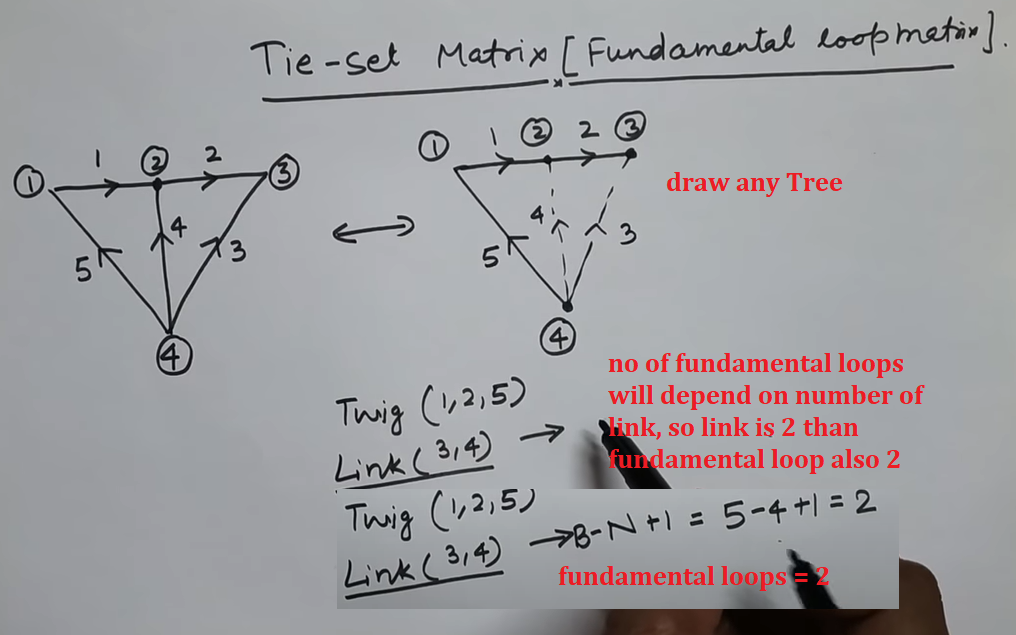 Tie-set Matrix [Fundamental loop matrix].
1 2
① ② ③
5 4 3
④
1 2
① ② ③
5 4 3
④
draw any Tree
Twig (1,2,5)
Link (3,4) →
no of fundamental loops
will depend on number of
link, so link is 2 than
fundamental loop also 2
Twig (1,2,5)
Link (3,4) → B-N+1 = 5-4+1 = 2
fundamental loops = 2